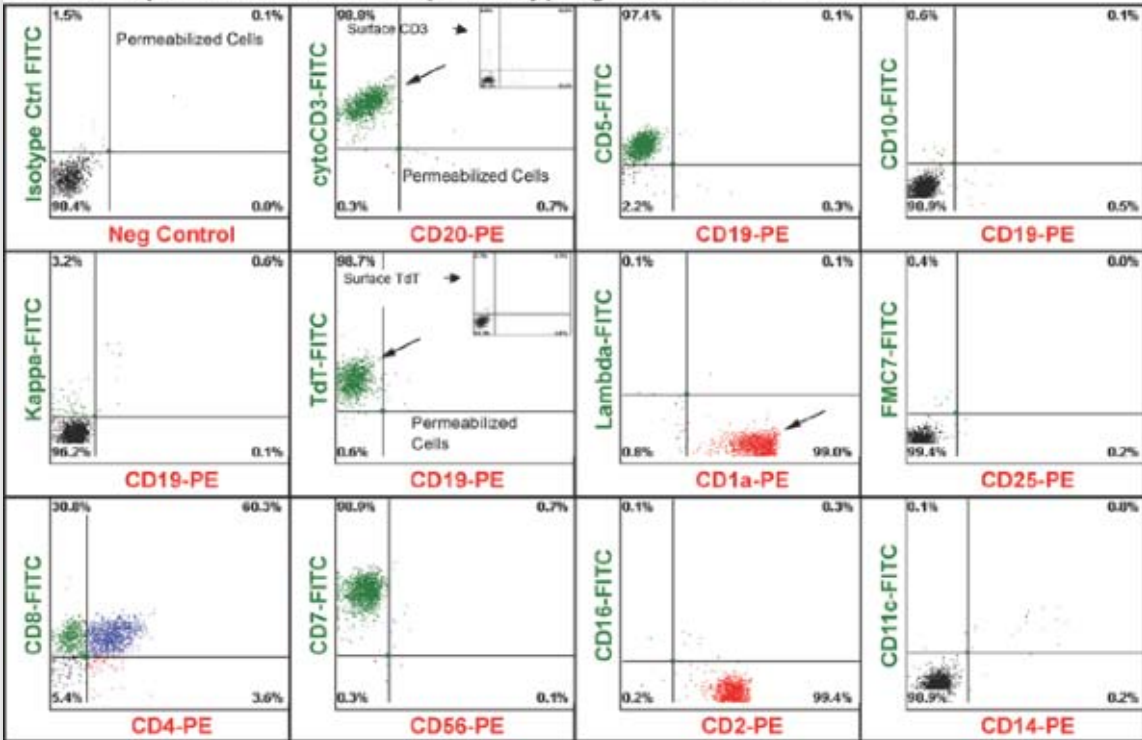 1.5% 0.1%
Permeabilized Cells
Isotype Ctrl FITC
98.4% 0.0%
Neg Control
98.8%
Surface CD3
cytoCD3-FITC
Permeabilized Cells
0.3% 0.7%
CD20-PE
97.4% 0.1%
CD5-FITC
2.2% 0.3%
CD19-PE
0.6% 0.1%
CD10-FITC
98.9% 0.5%
CD19-PE
3.2% 0.6%
Kappa-FITC
96.2% 0.1%
CD19-PE
98.7%
Surface TdT
TdT-FITC
Permeabilized
Cells
0.6%
CD19-PE
0.1% 0.1%
Lambda-FITC
0.8% 99.0%
CD1a-PE
0.4% 0.0%
FMC7-FITC
99.4% 0.2%
CD25-PE
30.8% 60.3%
CD8-FITC
5.4% 3.6%
CD4-PE
98.9% 0.7%
CD7-FITC
0.3% 0.1%
CD56-PE
0.1% 0.3%
CD16-FITC
0.2% 99.4%
CD2-PE
0.1% 0.8%
CD11c-FITC
98.9% 0.2%
CD14-PE